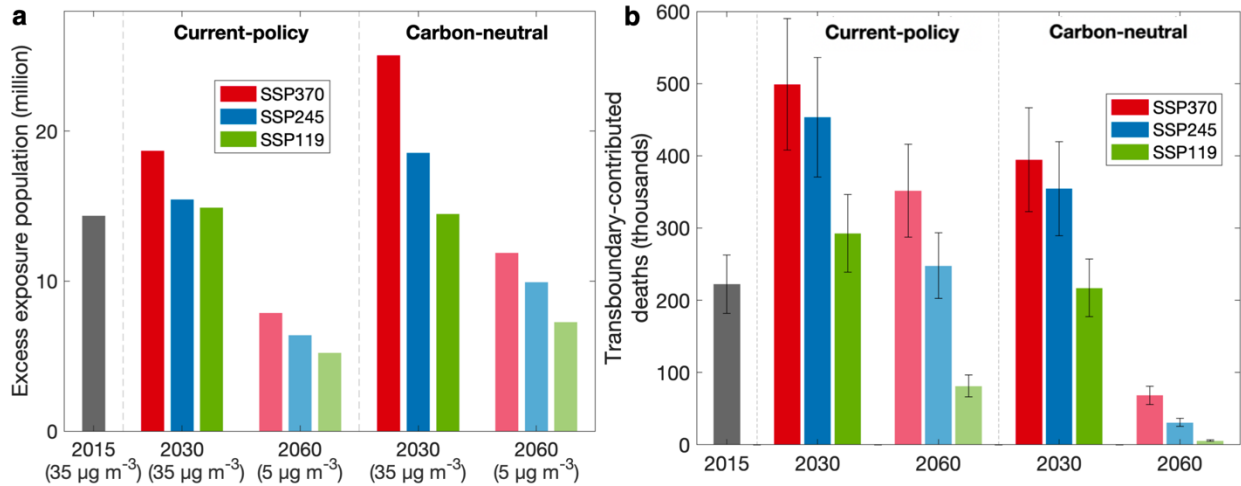 a
Current-policy
Carbon-neutral
SSP370
SSP245
SSP119
Excess exposure population (million)
20
10
0
2015
(35 µg m⁻³)
2030
(35 µg m⁻³)
2060
(5 µg m⁻³)
2030
(35 µg m⁻³)
2060
(5 µg m⁻³)
b
Current-policy
Carbon-neutral
SSP370
SSP245
SSP119
Transboundary-contributed
deaths (thousands)
600
500
400
300
200
100
0
2015
2030
2060
2030
2060